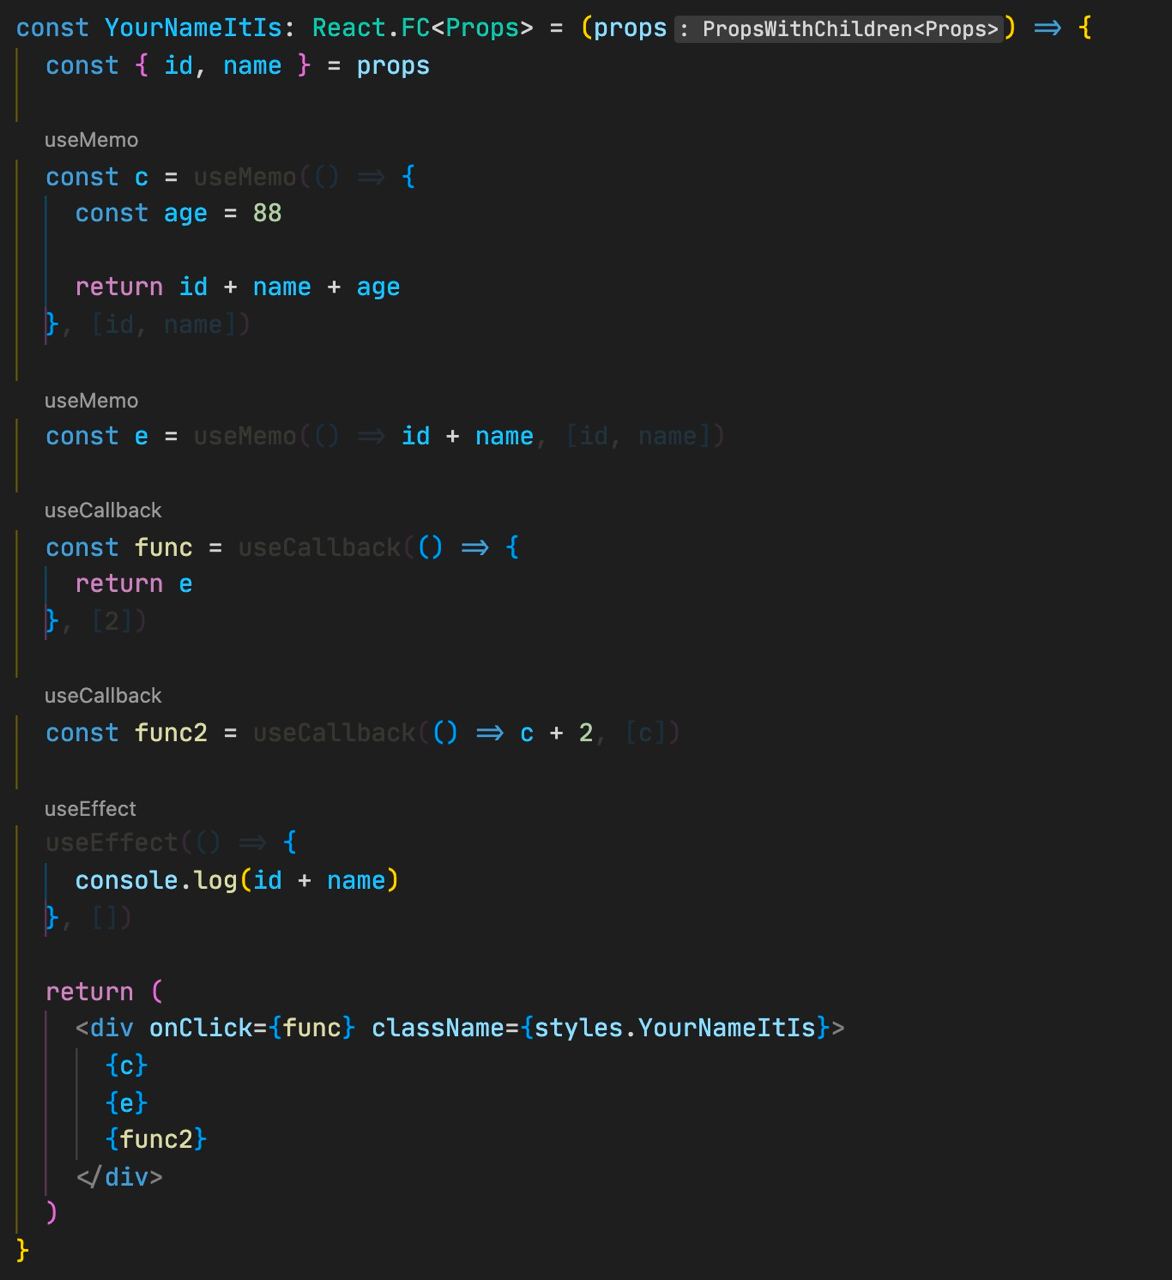 const YourNameItIs: React.FC<Props> = (props: PropsWithChildren<Props>) => {
  const { id, name } = props

  useMemo
  const c = useMemo(() => {
    const age = 88

    return id + name + age
  }, [id, name])

  useMemo
  const e = useMemo(() => id + name, [id, name])

  useCallback
  const func = useCallback(() => {
    return e
  }, [2])

  useCallback
  const func2 = useCallback(() => c + 2, [c])

  useEffect
  useEffect(() => {
    console.log(id + name)
  }, [])

  return (
    <div onClick={func} className={styles.YourNameItIs}>
      {c}
      {e}
      {func2}
    </div>
  )
}